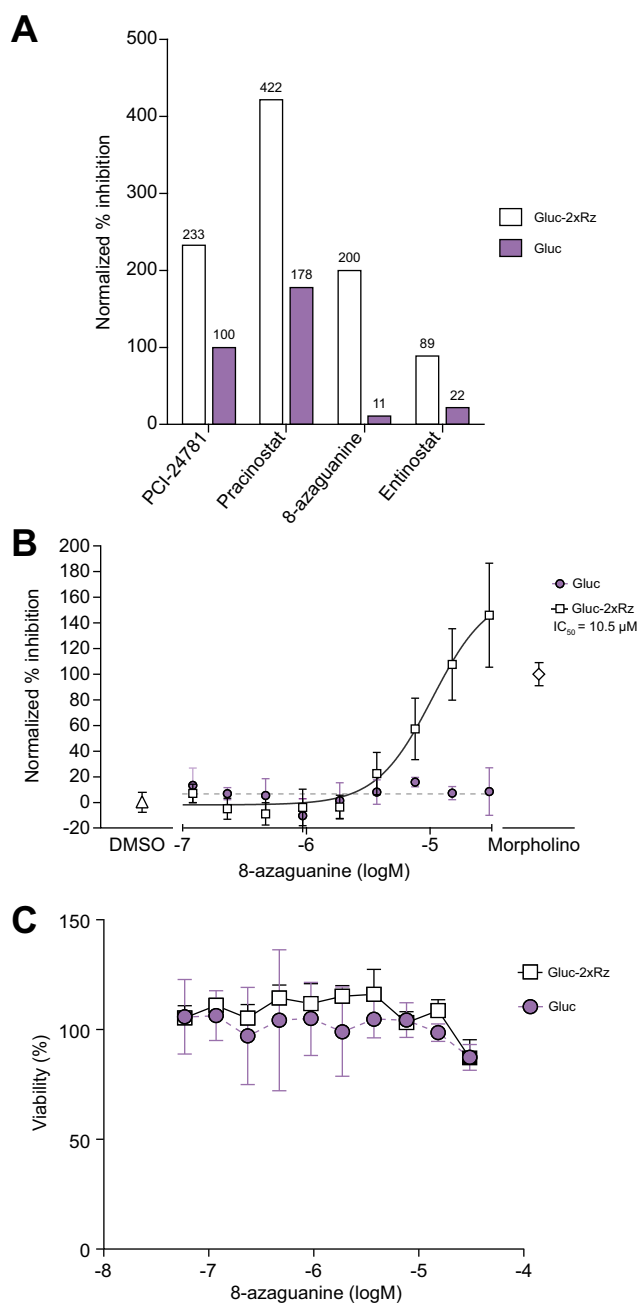 A
500
400
300
200
100
0
Normalized % inhibition
233
100
422
178
200
11
89
22
PCI-24781
Pracinostat
8-azaguanine
Entinostat
Gluc-2xRz
Gluc
B
200
180
160
140
120
100
80
60
40
20
0
-20
Normalized % inhibition
Gluc
Gluc-2xRz
IC50 = 10.5 µM
DMSO -7 -6 -5 Morpholino
8-azaguanine (logM)
C
150
100
50
0
Viability (%)
Gluc-2xRz
Gluc
-8 -7 -6 -5 -4
8-azaguanine (logM)